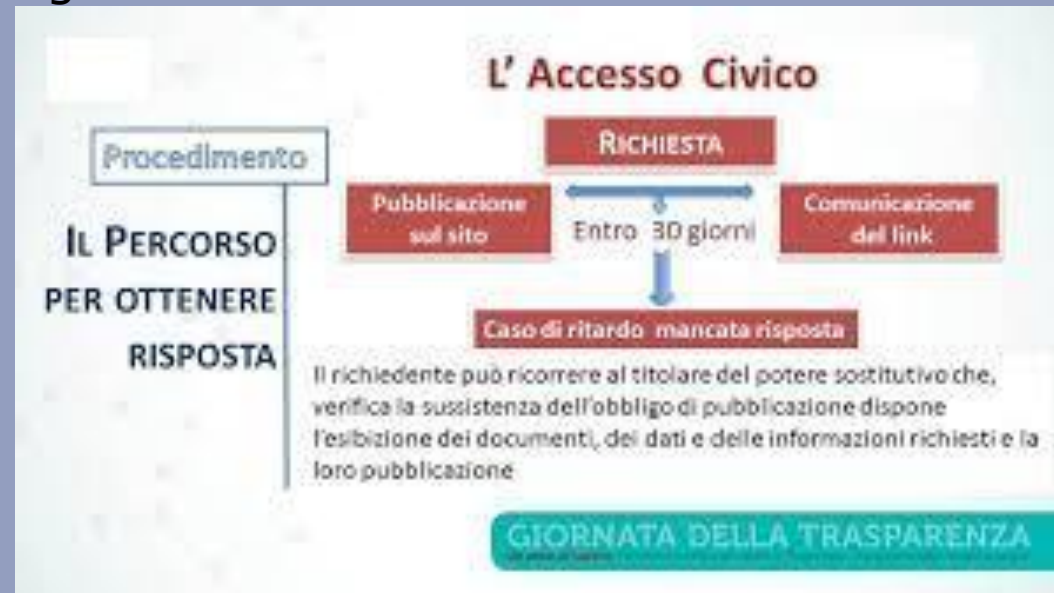 L' Accesso Civico
Procedimento
IL PERCORSO
PER OTTENERE
RISPOSTA
RICHIESTA
Pubblicazione
sul sito
Entro 30 giorni
Comunicazione
del link
Caso di ritardo mancata risposta
Il richiedente può ricorrere al titolare del potere sostitutivo che,
verifica la sussistenza dell'obbligo di pubblicazione dispone
l'esibizione dei documenti, dei dati e delle informazioni richiesti e la
loro pubblicazione
GIORNATA DELLA TRASPARENZA